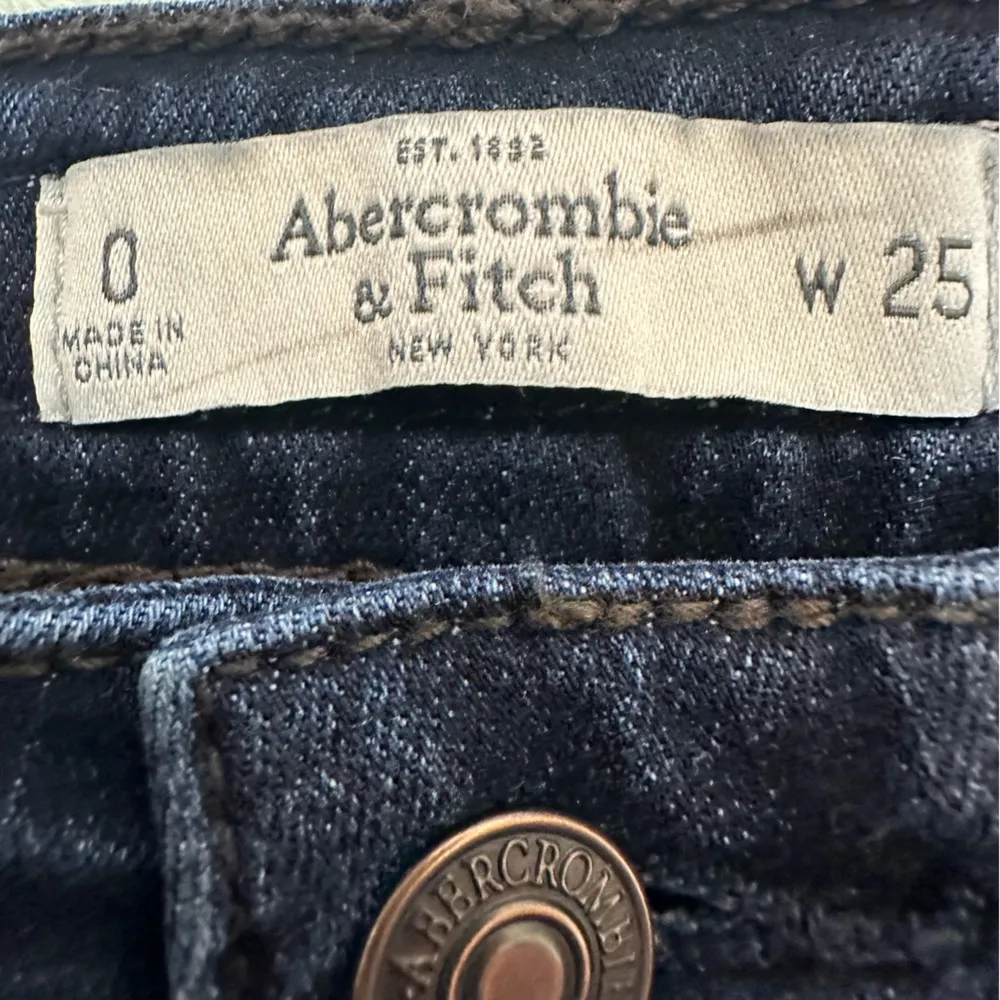 EST. 1892
Abercrombie
& Fitch
NEW YORK
0
MADE IN
CHINA
W 25
ABERCROMBIE